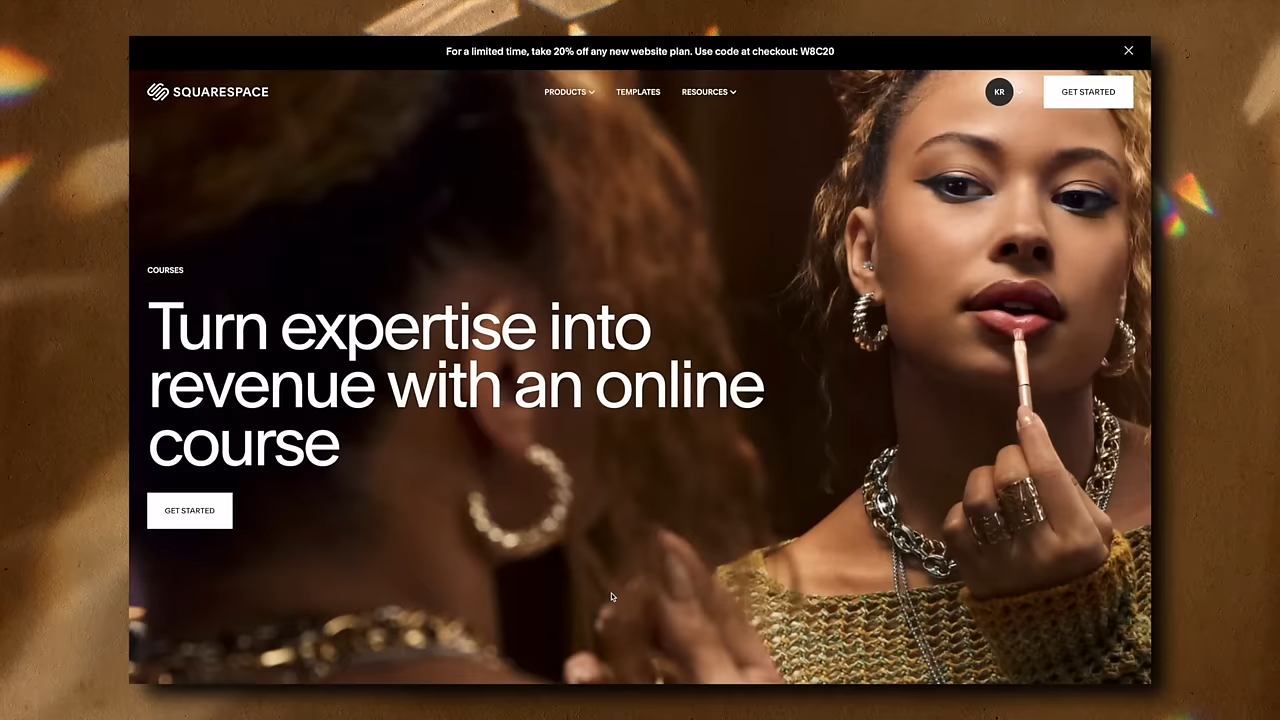 For a limited time, take 20% off any new website plan. Use code at checkout: W8C20
SQUARESPACE
PRODUCTS
TEMPLATES
RESOURCES
KR
GET STARTED
COURSES
Turn expertise into
revenue with an online
course
GET STARTED